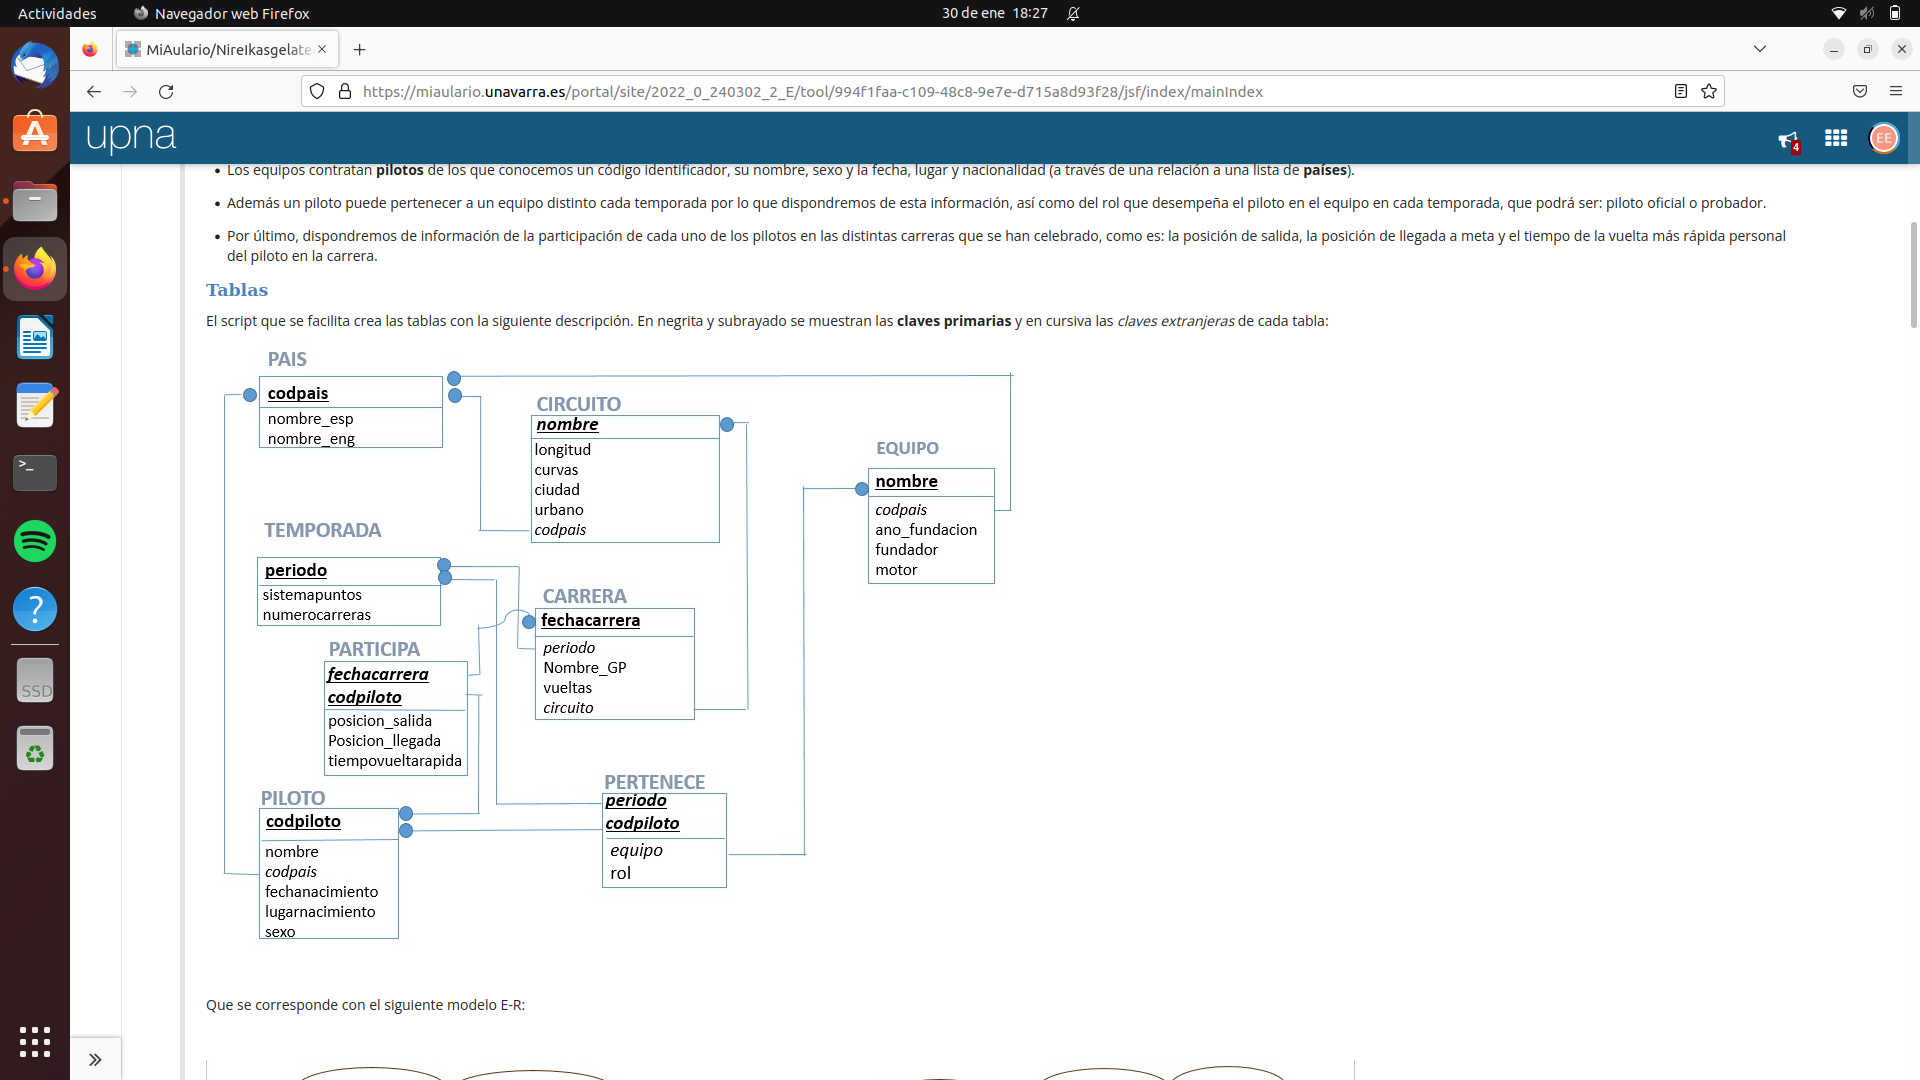 Actividades
Navegador web Firefox
30 de ene 18:27
MiAulario/NireIkasgelate
https://miaulario.unavarra.es/portal/site/2022_0_240302_2_E/tool/994f1faa-c109-48c8-9e7e-d715a8d93f28/jsf/index/mainIndex
upna
4
EE
• Los equipos contratan pilotos de los que conocemos un código identificador, su nombre, sexo y la fecha, lugar y nacionalidad (a través de una relación a una lista de países).
• Además un piloto puede pertenecer a un equipo distinto cada temporada por lo que dispondremos de esta información, así como del rol que desempeña el piloto en el equipo en cada temporada, que podrá ser: piloto oficial o probador.
• Por último, dispondremos de información de la participación de cada uno de los pilotos en las distintas carreras que se han celebrado, como es: la posición de salida, la posición de llegada a meta y el tiempo de la vuelta más rápida personal
del piloto en la carrera.
Tablas
El script que se facilita crea las tablas con la siguiente descripción. En negrita y subrayado se muestran las claves primarias y en cursiva las claves extranjeras de cada tabla:
PAIS
codpais
nombre_esp
nombre_eng
CIRCUITO
nombre
longitud
curvas
ciudad
urbano
codpais
EQUIPO
nombre
codpais
ano_fundacion
fundador
motor
TEMPORADA
periodo
sistemapuntos
numerocarreras
CARRERA
fechacarrera
periodo
Nombre_GP
vueltas
circuito
PARTICIPA
fechacarrera
codpiloto
posicion_salida
Posicion_llegada
tiempovueltarapida
PERTENECE
periodo
codpiloto
equipo
rol
PILOTO
codpiloto
nombre
codpais
fechanacimiento
lugarnacimiento
sexo
Que se corresponde con el siguiente modelo E-R:
>_
?
SSD